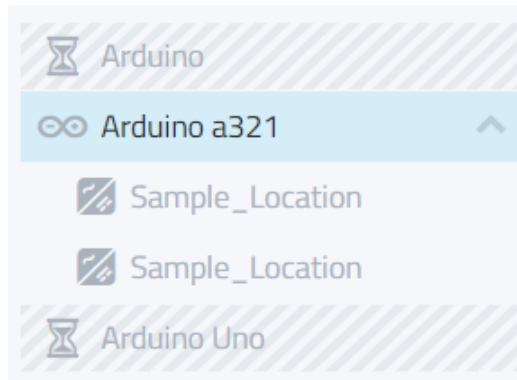 Arduino
Arduino a321
Sample_Location
Sample_Location
Arduino Uno